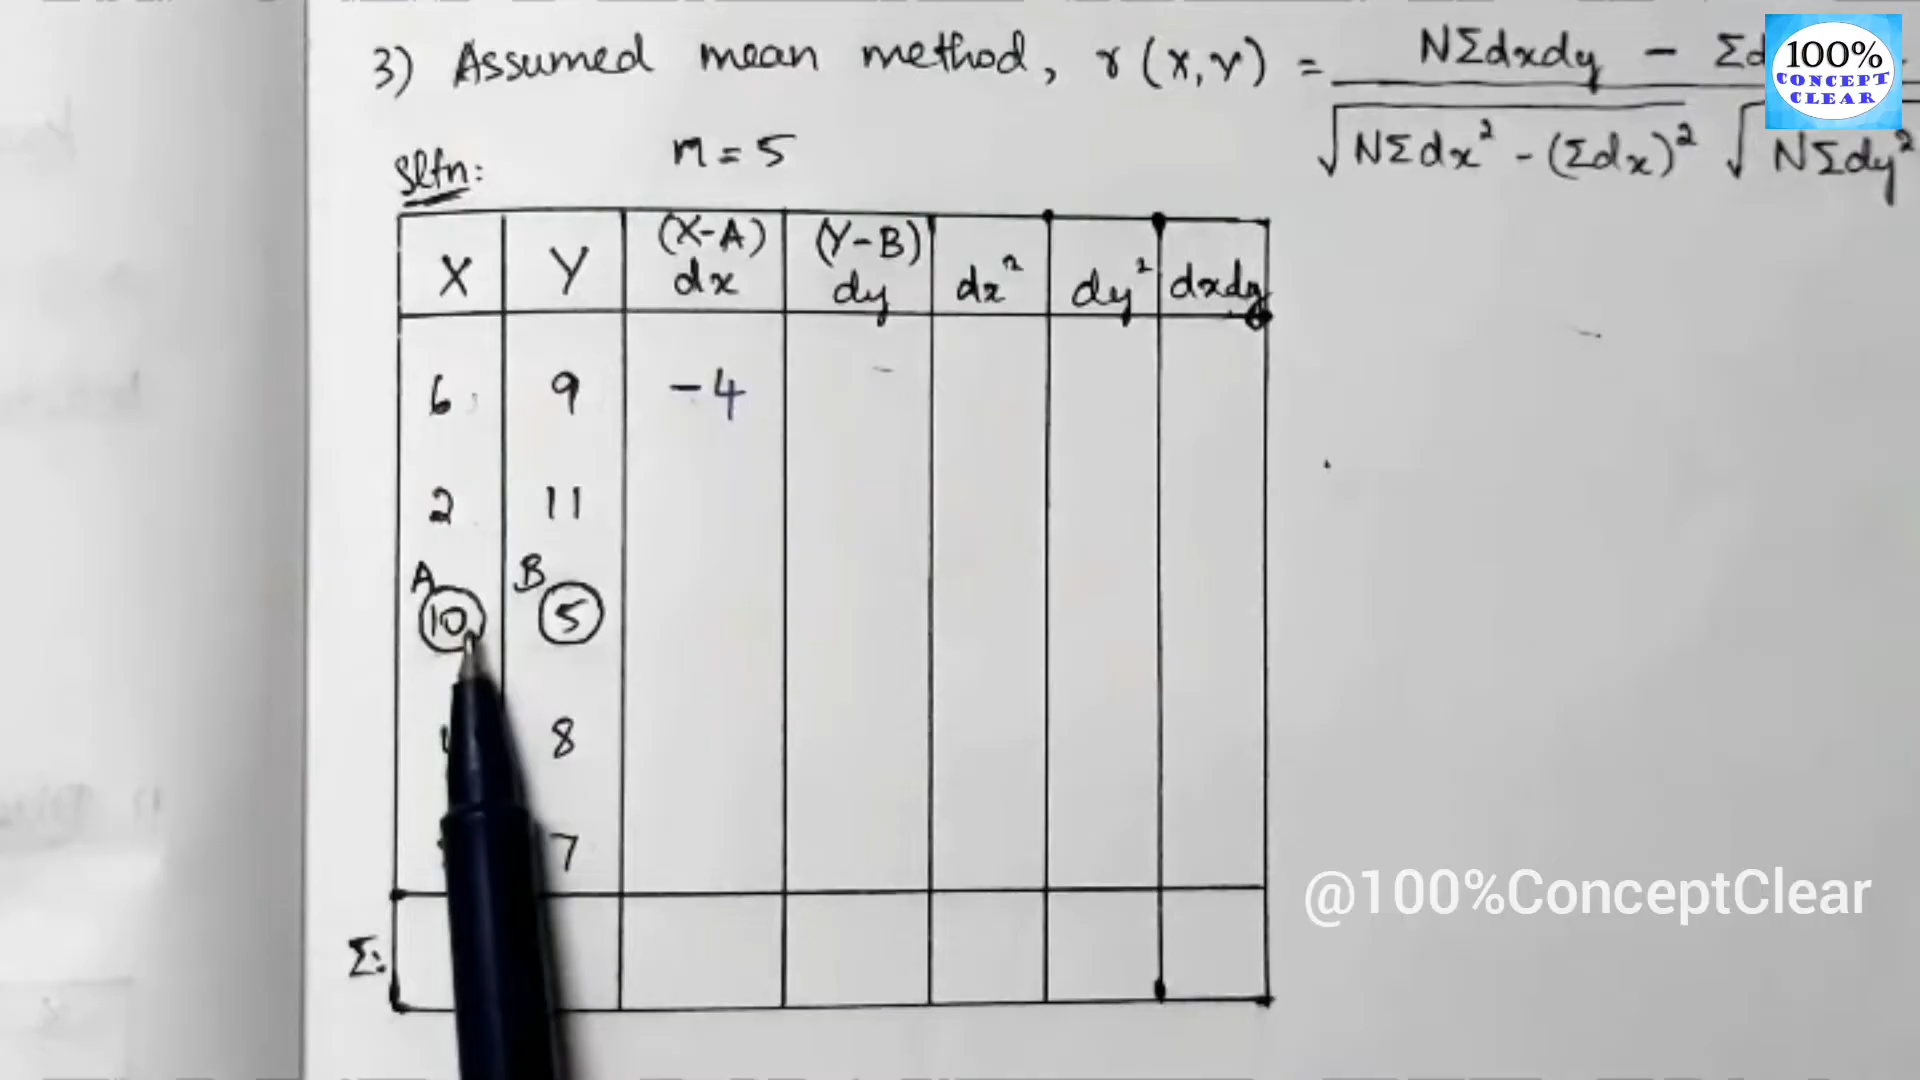 3) Assumed mean method, r(X,Y) = NΣdxdy - Σd
√NΣdx² - (Σdx)² √NΣdy²
100%
CONCEPT
CLEAR
n = 5
Sltn:
X Y (X-A) dx (Y-B) dy dx² dy² dxdy
6 9 -4
2 11
A B
10 5
8
7
Σ:
@100%ConceptClear